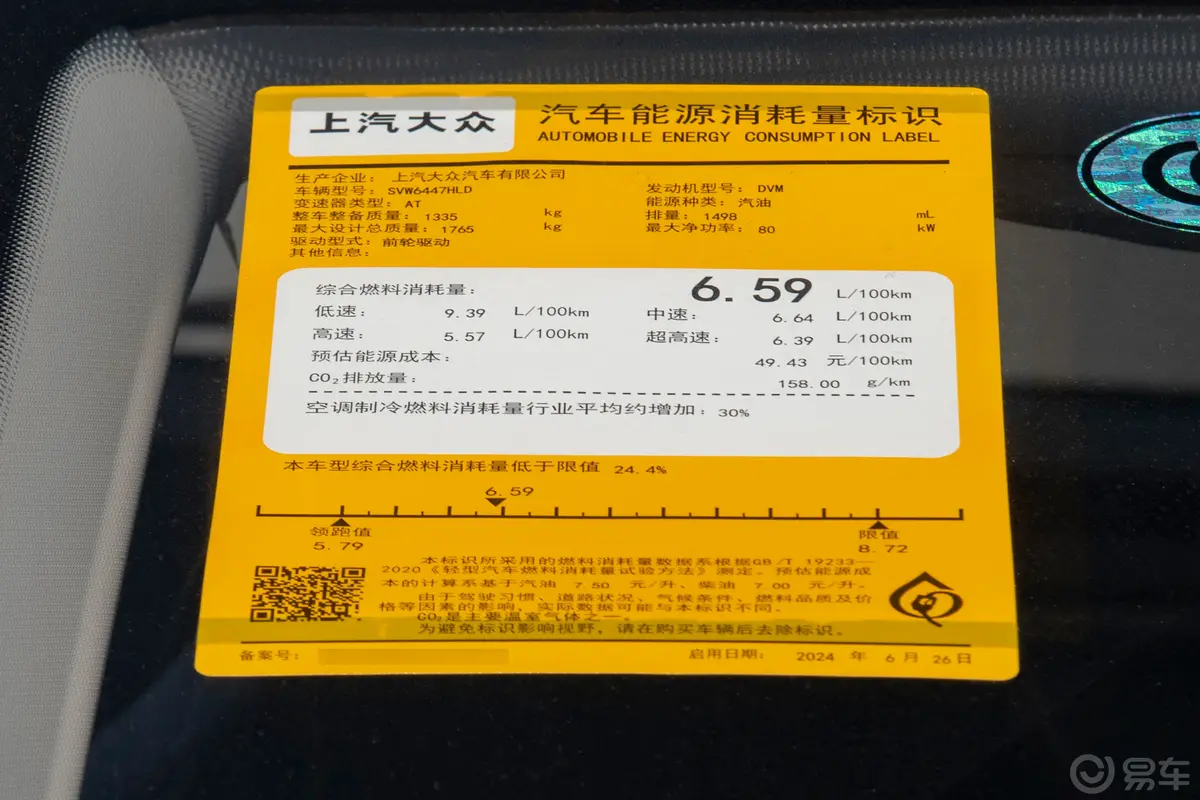 上汽大众
汽车能源消耗量标识
AUTOMOBILE ENERGY CONSUMPTION LABEL
生产企业： 上汽大众汽车有限公司
车辆型号： SVW6447HLD 发动机型号： DVM
变速器类型： AT 能源种类： 汽油
整车整备质量： 1335 kg 排量： 1498 mL
最大设计总质量： 1765 kg 最大净功率： 80 kW
驱动型式： 前轮驱动
其他信息：
综合燃料消耗量： 6.59 L/100km
低速： 9.39 L/100km 中速： 6.64 L/100km
高速： 5.57 L/100km 超高速： 6.39 L/100km
预估能源成本： 49.43 元/100km
CO₂排放量： 158.00 g/km
空调制冷燃料消耗量行业平均约增加：30%
本车型综合燃料消耗量低于限值 24.4%
6.59
领跑值 限值
5.79 8.72
本标识所采用的燃料消耗量数据系根据GB/T 19233—
2020《轻型汽车燃料消耗量试验方法》测定。预估能源成
本的计算系基于汽油 7.50 元/升、柴油 7.00 元/升。
由于驾驶习惯、道路状况、气候条件、燃料品质及价
格等因素的影响，实际数据可能与本标识不同。
CO₂是主要温室气体之一。
为避免标识影响视野，请在购买车辆后去除标识。
备案号： 启用日期： 2024 年 6 月 26 日
易车